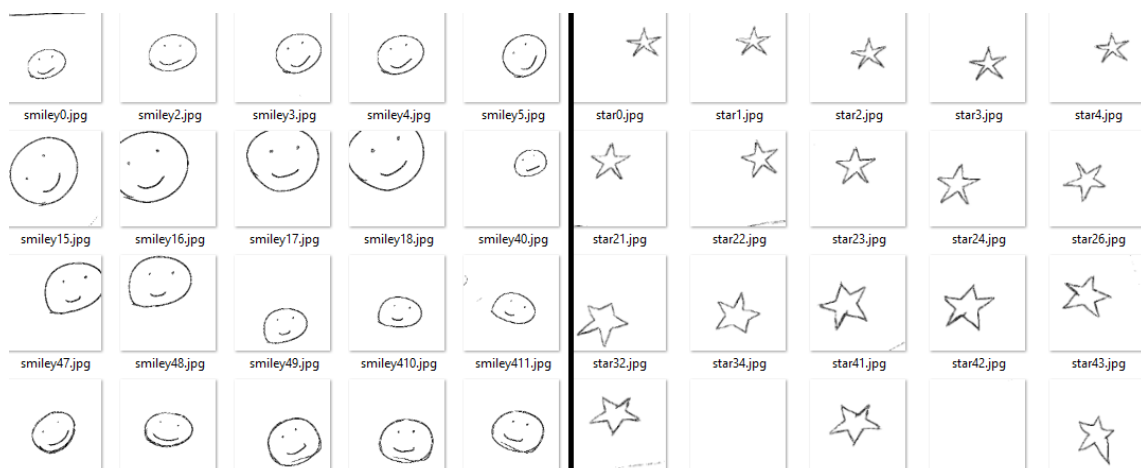 smiley0.jpg smiley2.jpg smiley3.jpg smiley4.jpg smiley5.jpg star0.jpg star1.jpg star2.jpg star3.jpg star4.jpg
smiley15.jpg smiley16.jpg smiley17.jpg smiley18.jpg smiley40.jpg star21.jpg star22.jpg star23.jpg star24.jpg star26.jpg
smiley47.jpg smiley48.jpg smiley49.jpg smiley410.jpg smiley411.jpg star32.jpg star34.jpg star41.jpg star42.jpg star43.jpg